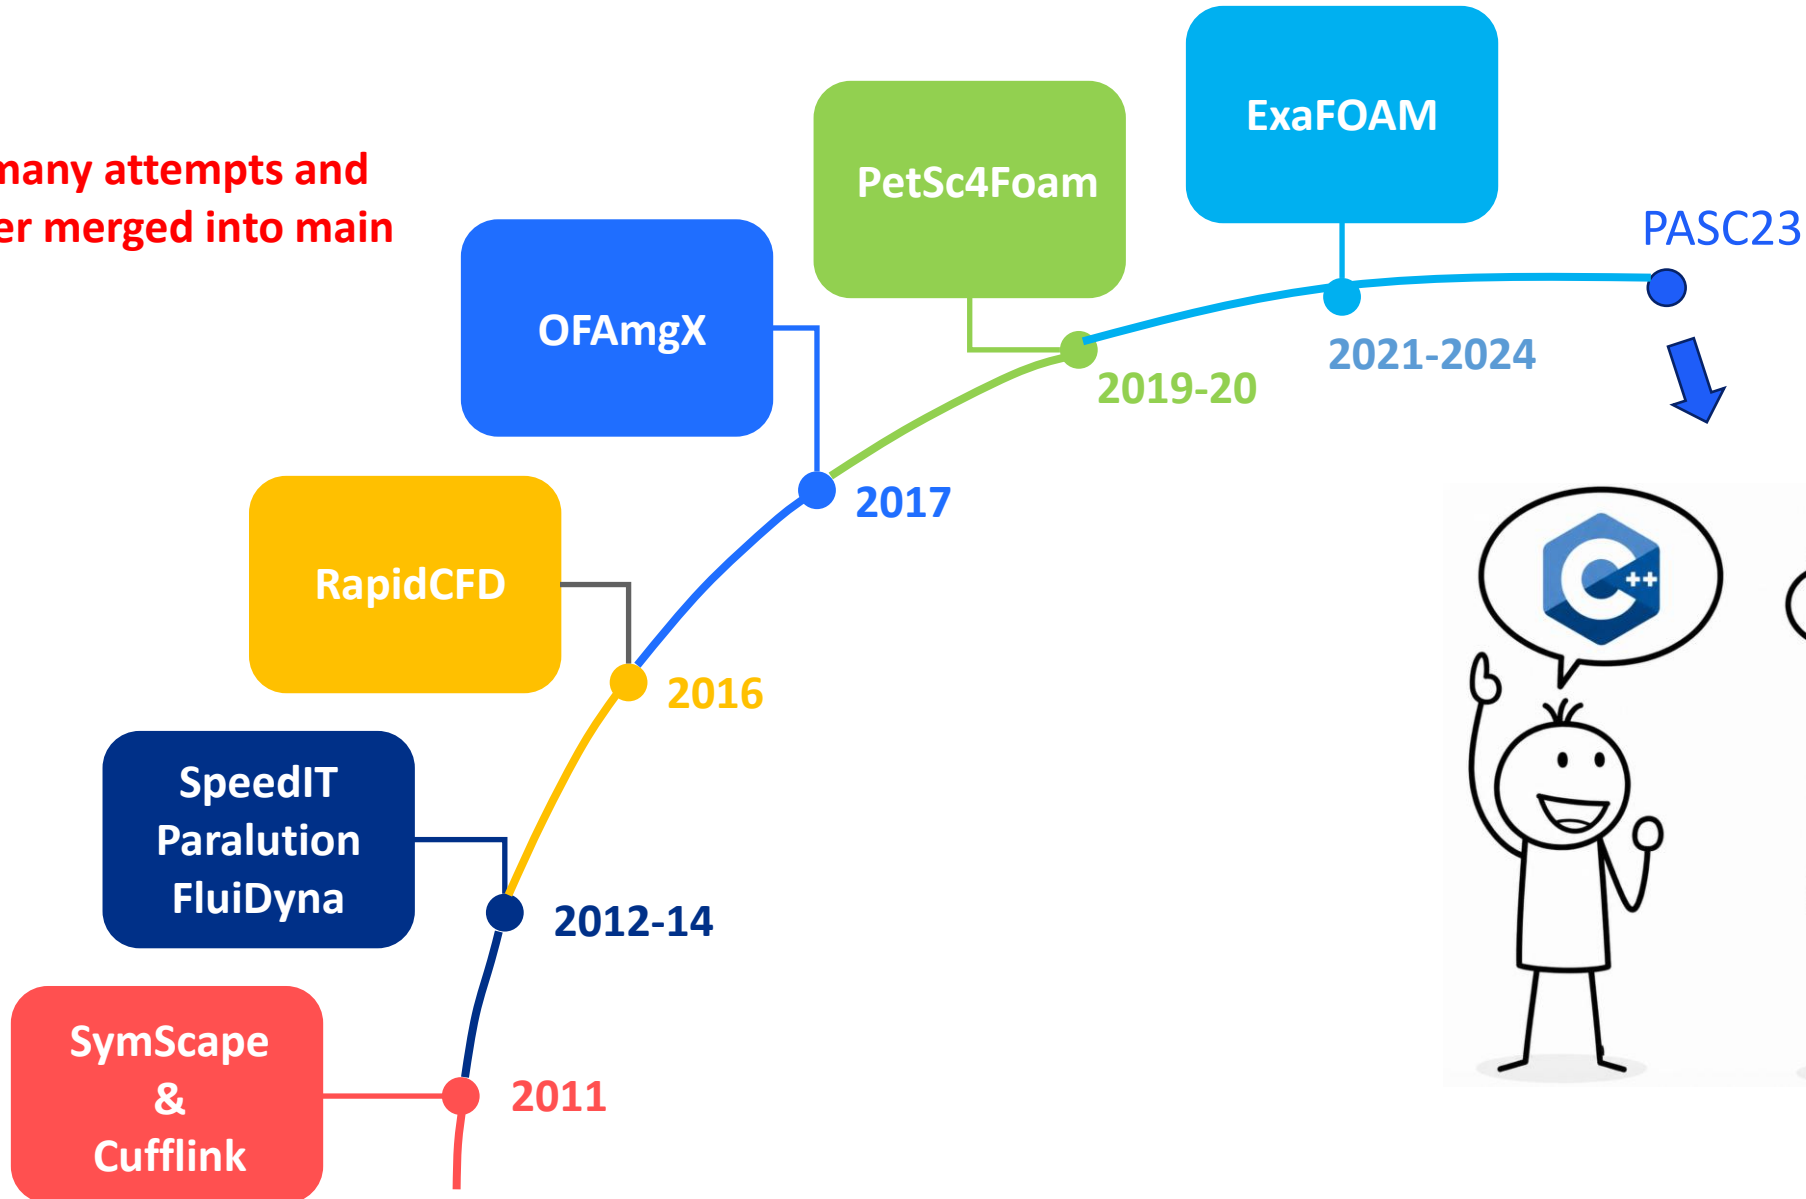 many attempts and
er merged into main
ExaFOAM
PetSc4Foam
PASC23
OFAmgX
2021-2024
2019-20
2017
C++
RapidCFD
2016
SpeedIT
Paralution
FluiDyna
2012-14
SymScape
&
Cufflink
2011